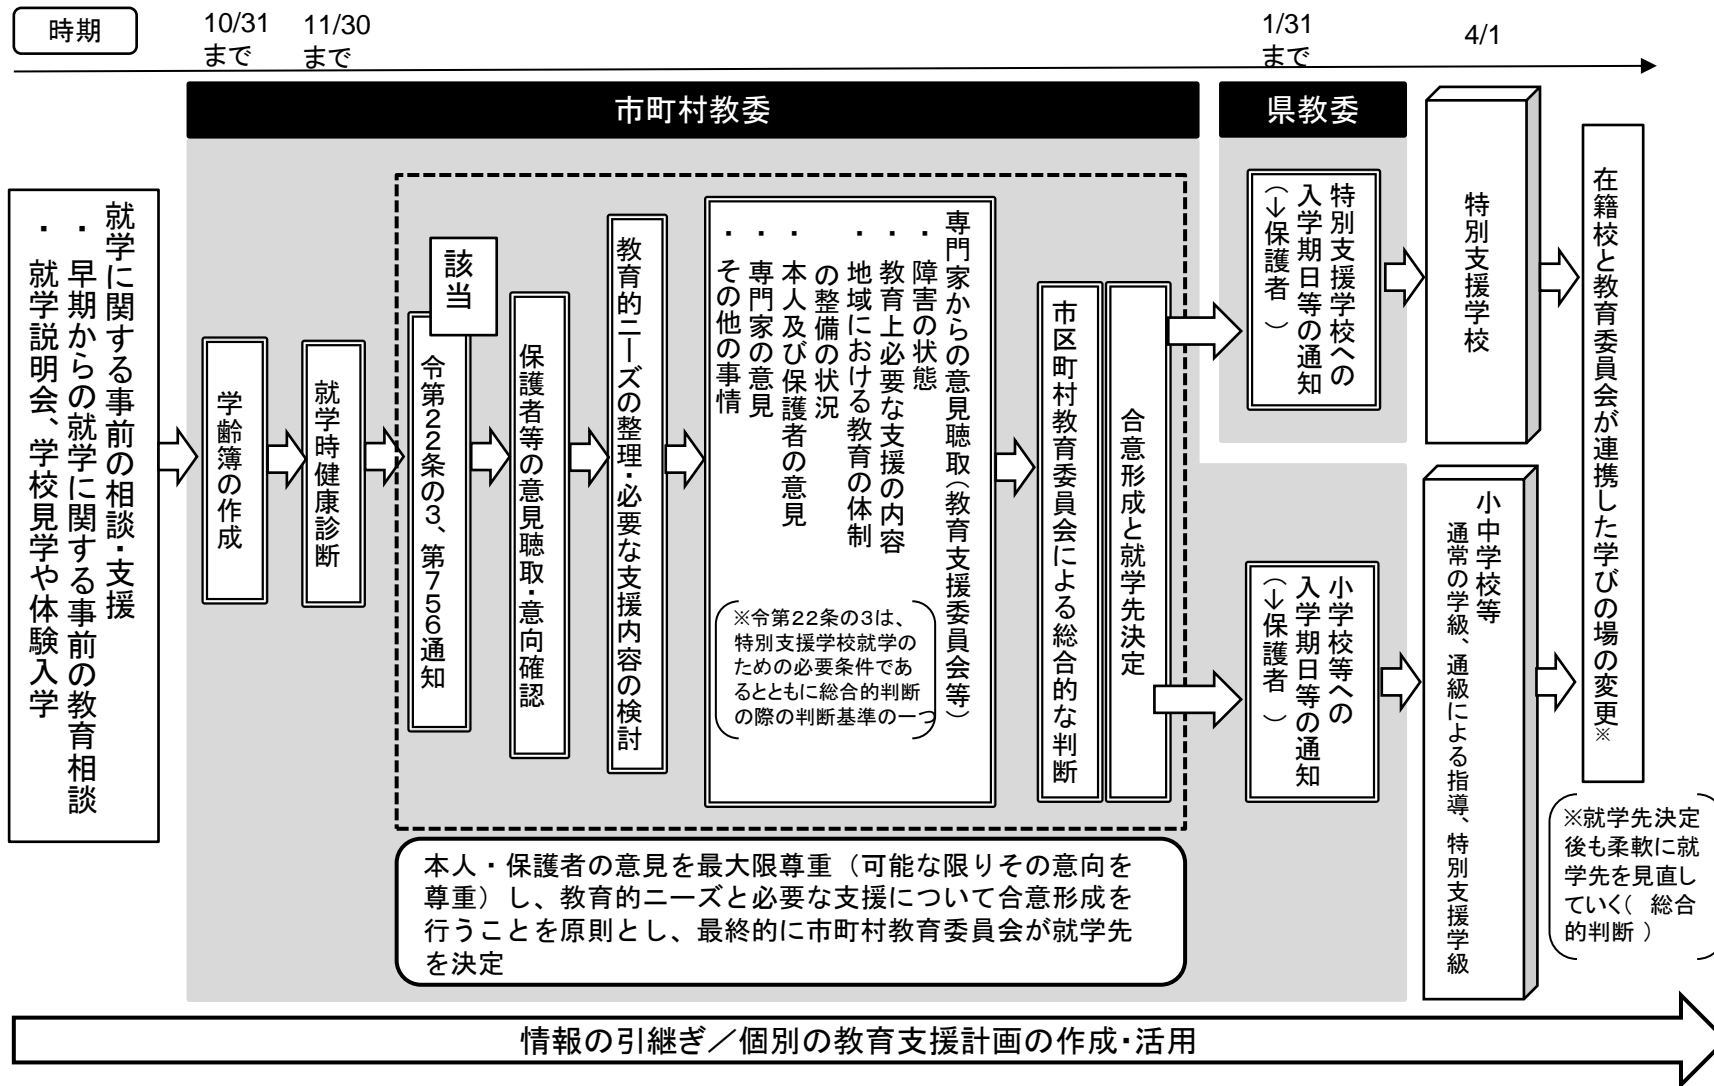 時期
10/31
まで
11/30
まで
1/31
まで
4/1
市町村教委
県教委
就学に関する事前の相談・支援
・早期からの就学に関する事前の教育相談
・就学説明会、学校見学や体験入学
学齢簿の作成
就学時健康診断
該当
令第22条の3、第756通知
保護者等の意見聴取・意向確認
教育的ニーズの整理・必要な支援内容の検討
専門家からの意見聴取(教育支援委員会等)
・障害の状態
・教育上必要な支援の内容
・地域における教育の体制
の整備の状況
・本人及び保護者の意見
・専門家の意見
・その他の事情
※令第22条の3は、
特別支援学校就学の
ための必要条件であ
るとともに総合的判断
の際の判断基準の一つ
市区町村教育委員会による総合的な判断
合意形成と就学先決定
特別支援学校への
入学期日等の通知
(→保護者)
小学校等への
入学期日等の通知
(→保護者)
特別支援学校
小中学校等
通常の学級、通級による指導、特別支援学級
在籍校と教育委員会が連携した学びの場の変更※
※就学先決定
後も柔軟に就
学先を見直し
ていく( 総合
的判断 )
本人・保護者の意見を最大限尊重(可能な限りその意向を
尊重)し、教育的ニーズと必要な支援について合意形成を
行うことを原則とし、最終的に市町村教育委員会が就学先
を決定
情報の引継ぎ/個別の教育支援計画の作成・活用